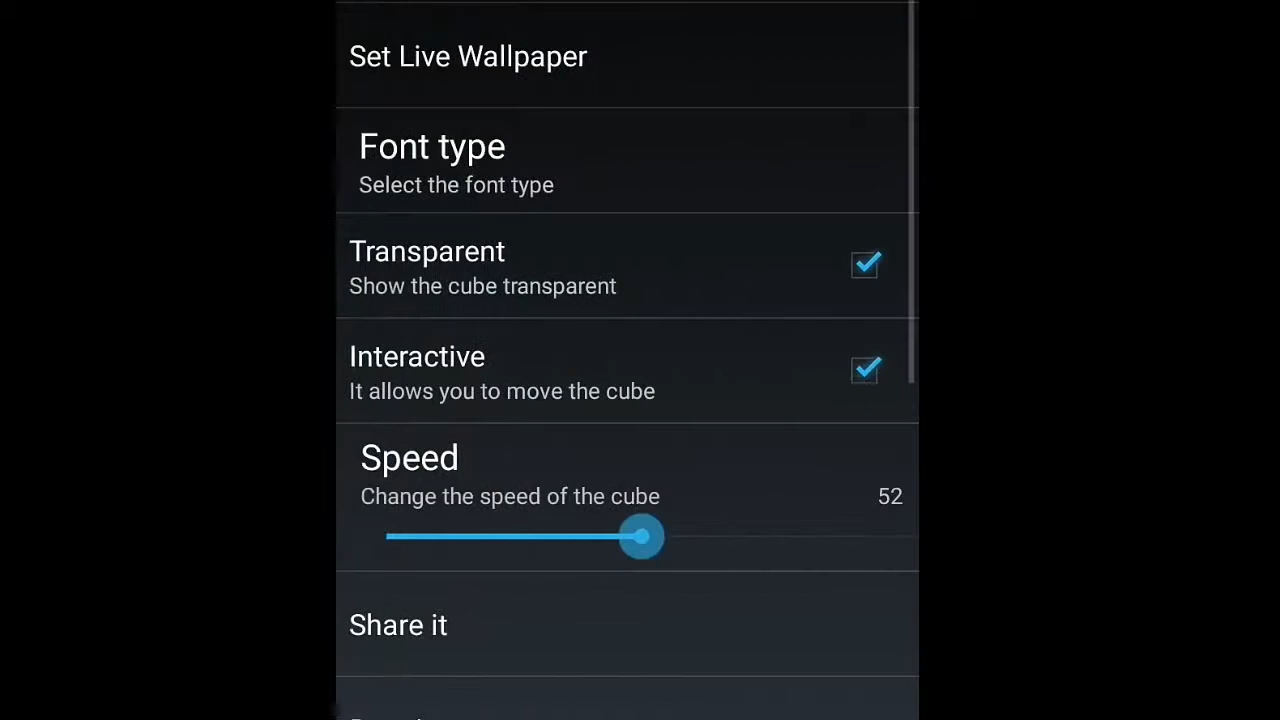 Set Live Wallpaper
Font type
Select the font type
Transparent
Show the cube transparent
Interactive
It allows you to move the cube
Speed
Change the speed of the cube
52
Share it